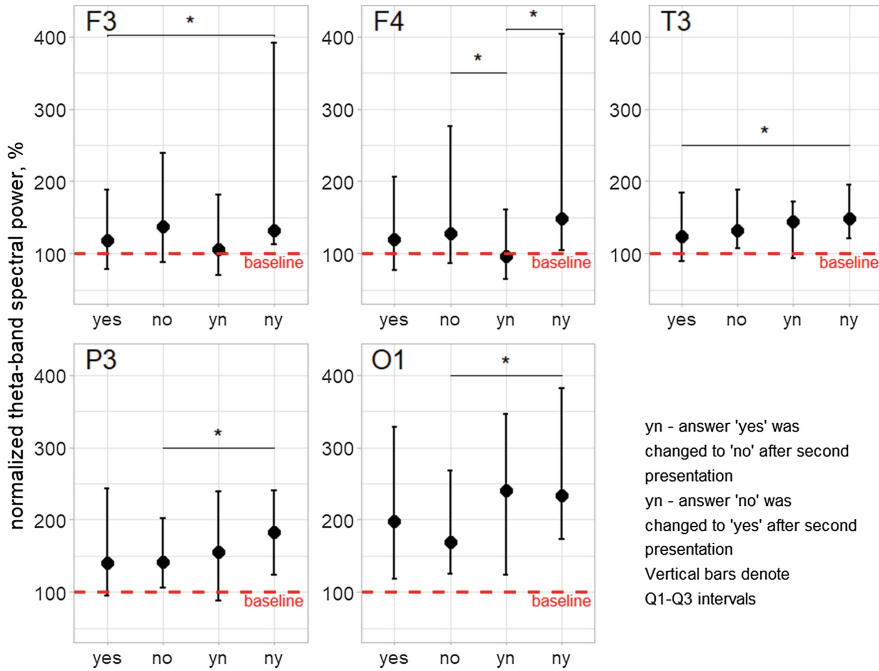 normalized theta-band spectral power, %
F3
*
400
300
200
100
baseline
yes no yn ny
F4
*
*
400
300
200
100
baseline
yes no yn ny
T3
*
400
300
200
100
baseline
yes no yn ny
P3
*
400
300
200
100
baseline
yes no yn ny
O1
*
400
300
200
100
baseline
yes no yn ny
yn - answer 'yes' was
changed to 'no' after second
presentation
yn - answer 'no' was
changed to 'yes' after second
presentation
Vertical bars denote
Q1-Q3 intervals